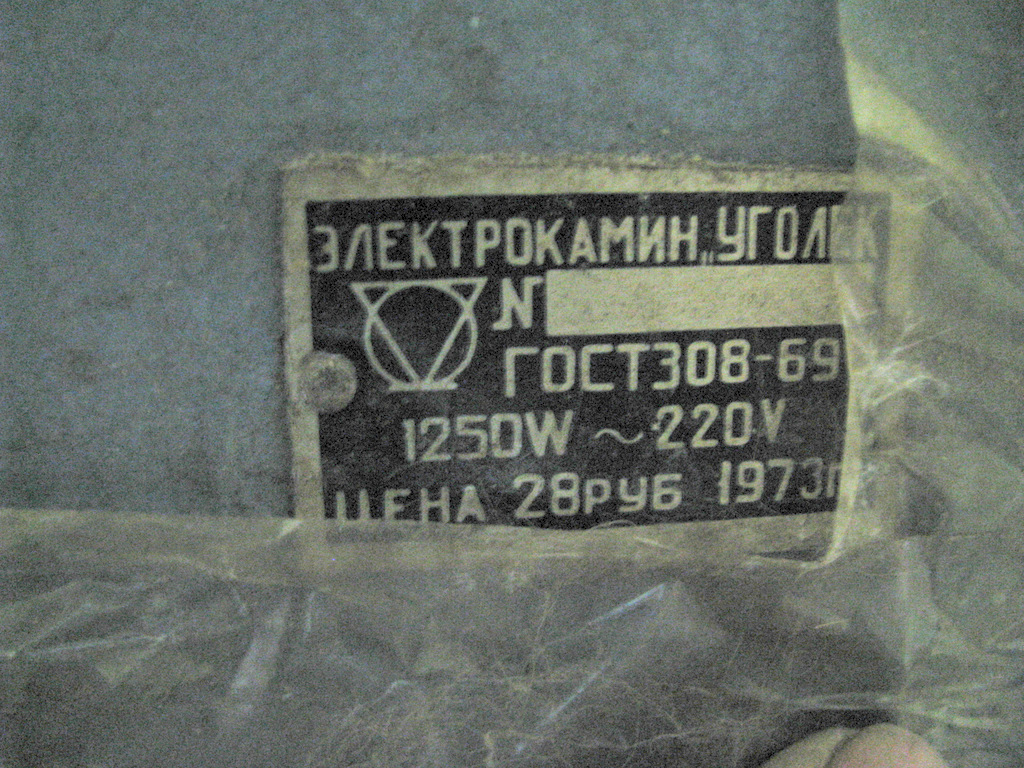 ЭЛЕКТРОКАМИН „УГОЛЕК
№
ГОСТ308-69
1250W ~ 220V
ЦЕНА 28РУБ 1973г